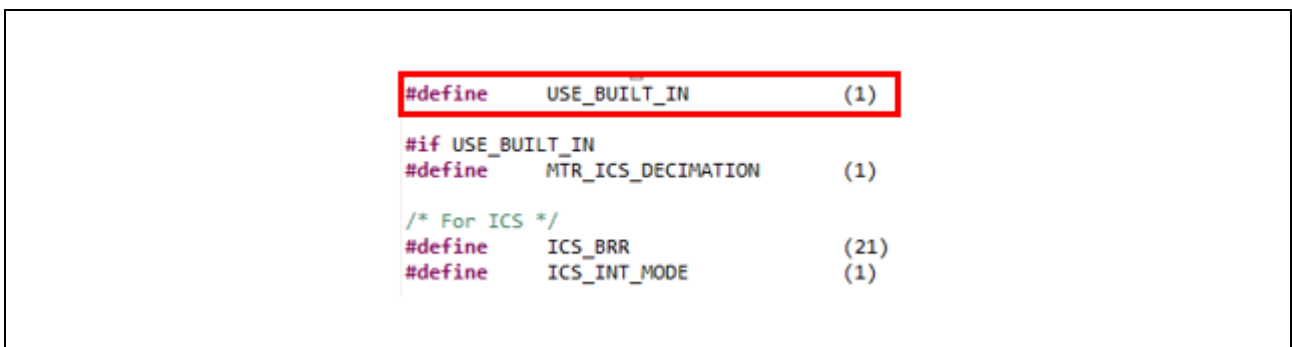 #define USE_BUILT_IN (1)
#if USE_BUILT_IN
#define MTR_ICS_DECIMATION (1)
/* For ICS */
#define ICS_BRR (21)
#define ICS_INT_MODE (1)